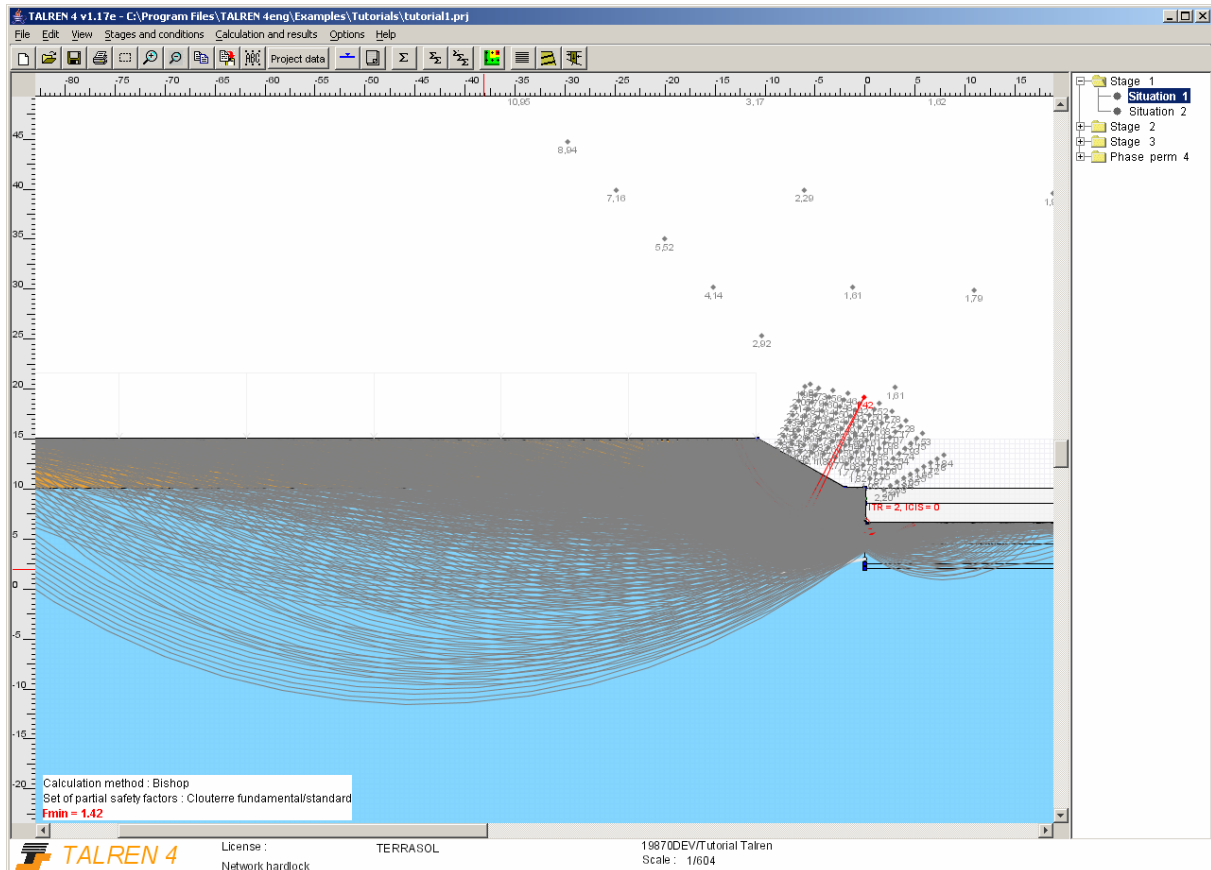 TALREN 4 v1.17e - C:\Program Files\TALREN 4eng\Examples\Tutorials\tutorial1.prj
File Edit View Stages and conditions Calculation and results Options Help
Project data
-80 -75 -70 -65 -60 -55 -50 -45 -40 -35 -30 -25 -20 -15 -10 -5 0 5 10 15
10,95 3,17 1,62
Stage 1
Situation 1
Situation 2
Stage 2
Stage 3
Phase perm 4
45
8,94
40
7,16 2,29
35
5,52
30
4,14 1,61 1,79
25
2,92
20
1,61
15
10
2,20
ITR = 2, ICIS = 0
5
0
-5
-10
-15
-20
Calculation method : Bishop
Set of partial safety factors : Clouterre fundamental/standard
Fmin = 1.42
TALREN 4
License : TERRASOL 19870DEV/Tutorial Talren
Network hardlock Scale : 1/604